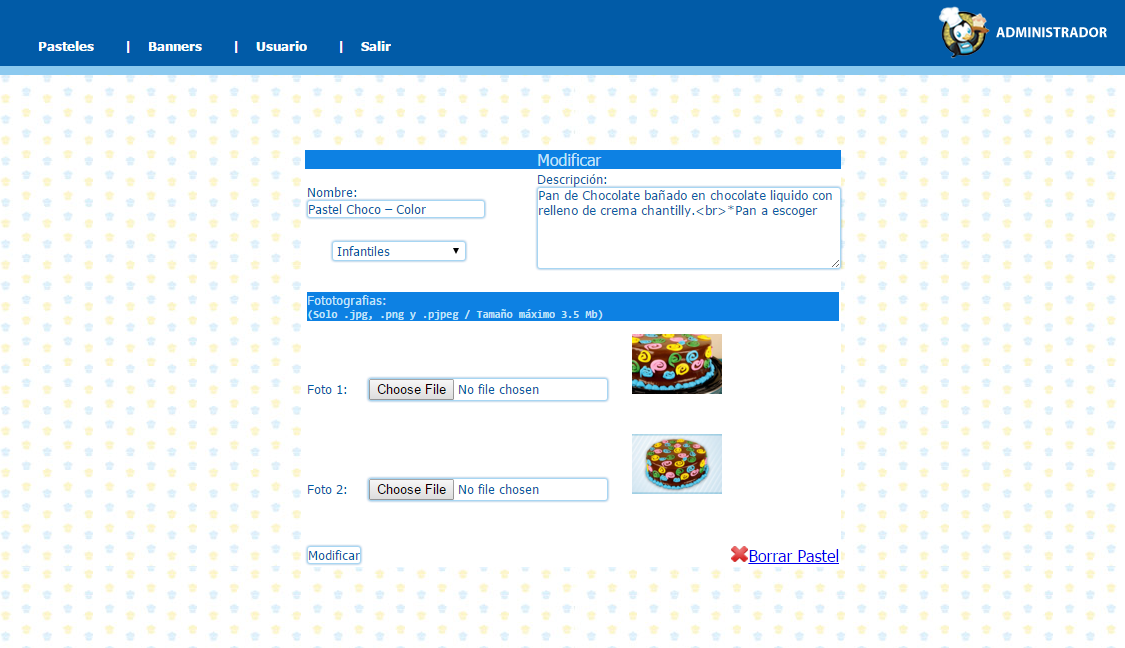 Pasteles | Banners | Usuario | Salir
ADMINISTRADOR
Modificar
Nombre:
Pastel Choco – Color
Infantiles
Descripción:
Pan de Chocolate bañado en chocolate liquido con
relleno de crema chantilly.<br>*Pan a escoger
Fototografias:
(Solo .jpg, .png y .pjpeg / Tamaño máximo 3.5 Mb)
Foto 1: Choose File No file chosen
Foto 2: Choose File No file chosen
Modificar
Borrar Pastel